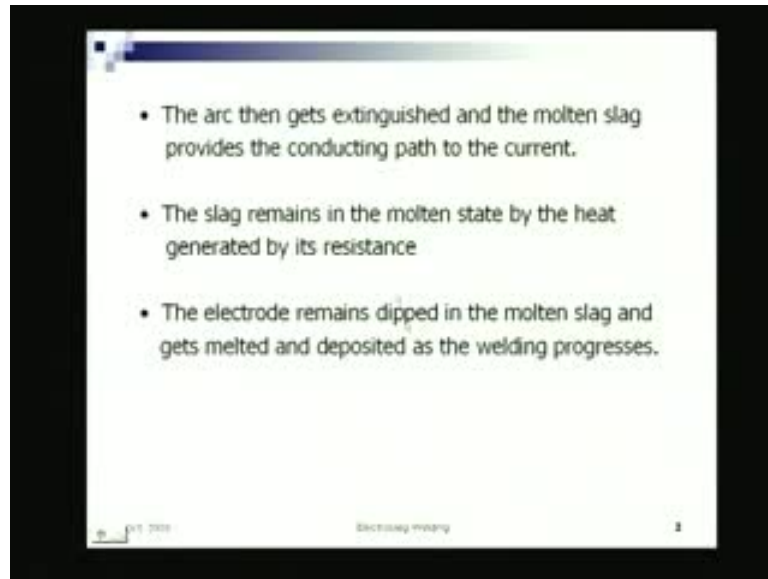 • The arc then gets extinguished and the molten slag
provides the conducting path to the current.
• The slag remains in the molten state by the heat
generated by its resistance
• The electrode remains dipped in the molten slag and
gets melted and deposited as the welding progresses.
Electroslag Welding